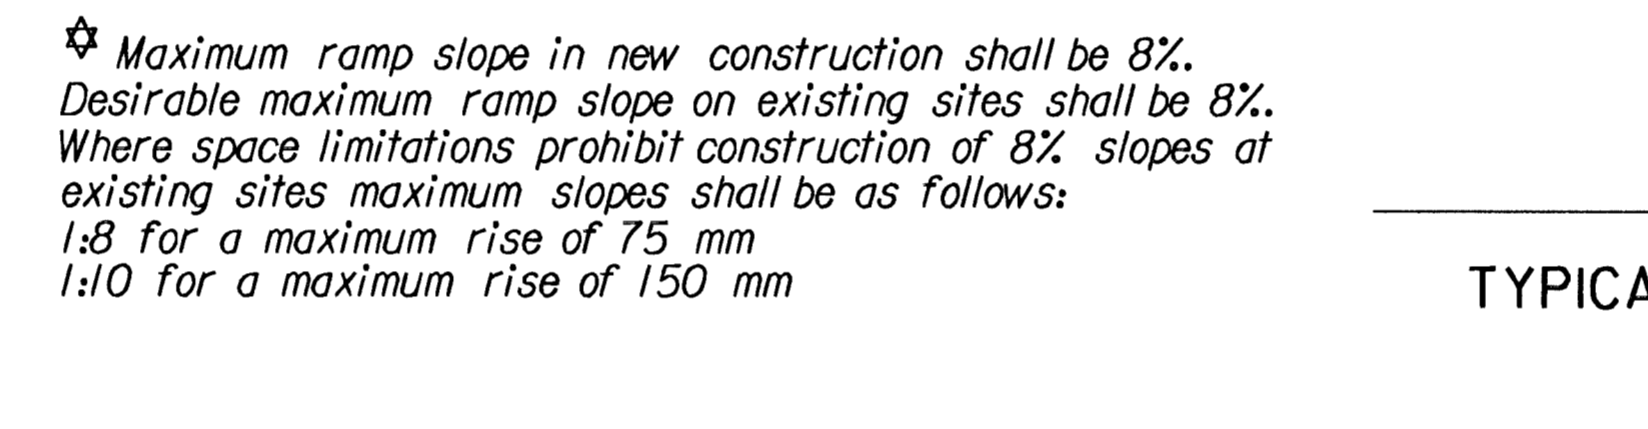 ✡ Maximum ramp slope in new construction shall be 8%.
Desirable maximum ramp slope on existing sites shall be 8%.
Where space limitations prohibit construction of 8% slopes at
existing sites maximum slopes shall be as follows:
1:8 for a maximum rise of 75 mm
1:10 for a maximum rise of 150 mm
TYPICA